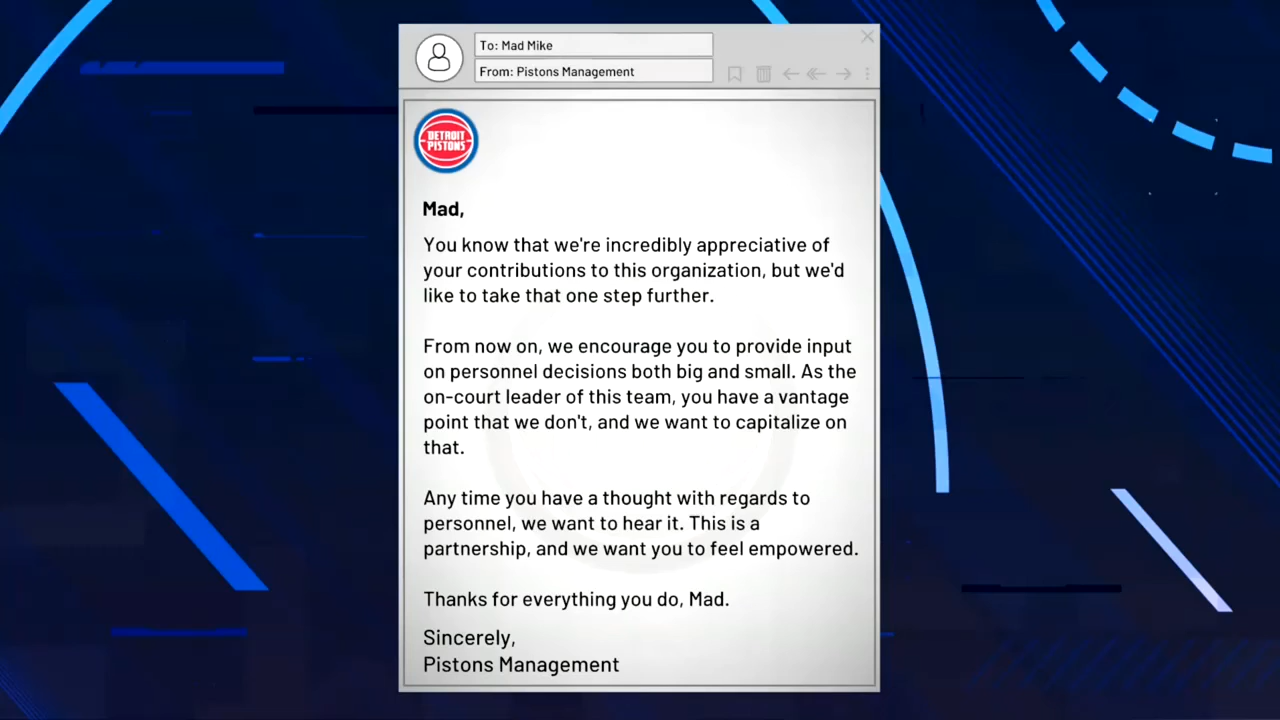 To: Mad Mike
From: Pistons Management
DETROIT
PISTONS
Mad,
You know that we're incredibly appreciative of
your contributions to this organization, but we'd
like to take that one step further.
From now on, we encourage you to provide input
on personnel decisions both big and small. As the
on-court leader of this team, you have a vantage
point that we don't, and we want to capitalize on
that.
Any time you have a thought with regards to
personnel, we want to hear it. This is a
partnership, and we want you to feel empowered.
Thanks for everything you do, Mad.
Sincerely,
Pistons Management